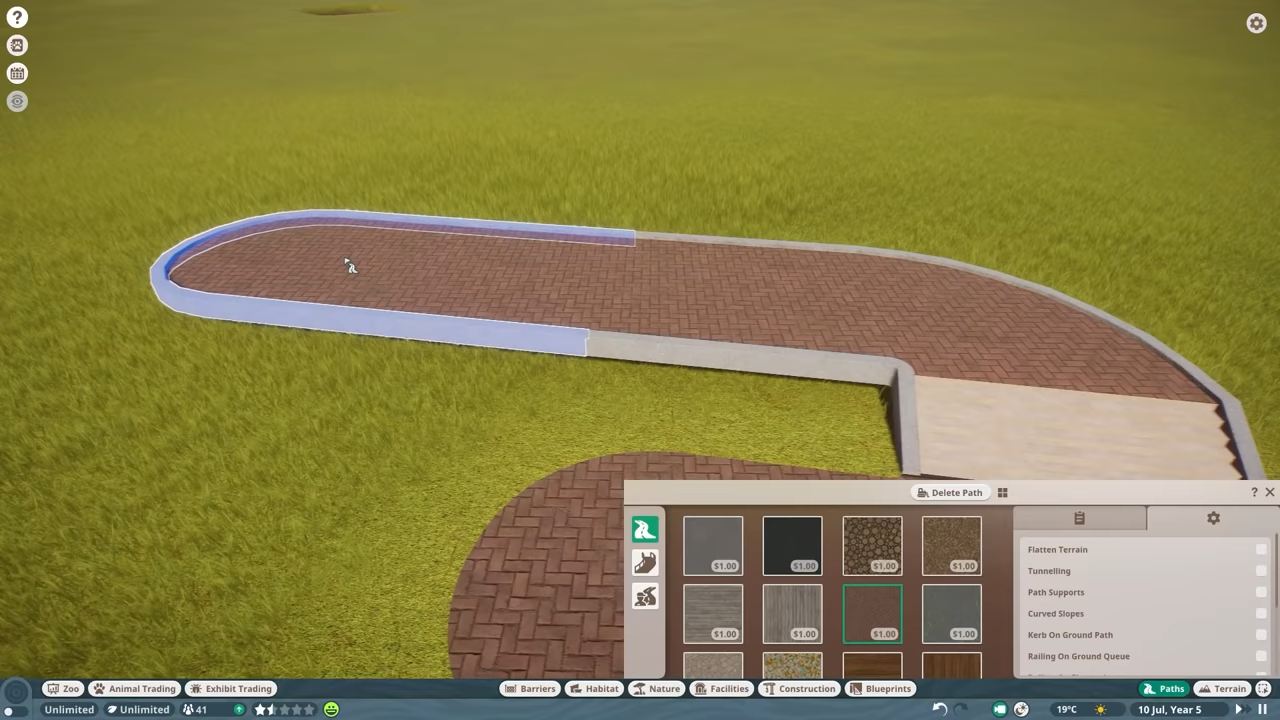 ?
Delete Path
?
$1.00 $1.00 $1.00 $1.00
$1.00 $1.00 $1.00 $1.00
Flatten Terrain
Tunnelling
Path Supports
Curved Slopes
Kerb On Ground Path
Railing On Ground Queue
Zoo Animal Trading Exhibit Trading Barriers Habitat Nature Facilities Construction Blueprints Paths Terrain
Unlimited Unlimited 41 19°C 10 Jul, Year 5